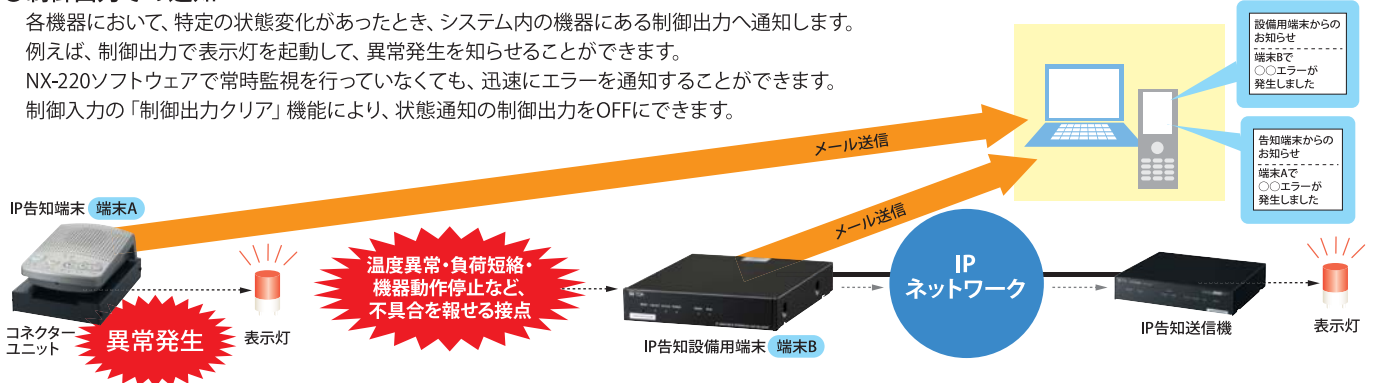 各機器において、特定の状態変化があったとき、システム内の機器にある制御出力へ通知します。
例えば、制御出力で表示灯を起動して、異常発生を知らせることができます。
NX-220ソフトウェアで常時監視を行っていなくても、迅速にエラーを通知することができます。
制御入力の「制御出力クリア」機能により、状態通知の制御出力をOFFにできます。
設備用端末からの
お知らせ
端末Bで
○○エラーが
発生しました
告知端末からの
お知らせ
端末Aで
○○エラーが
発生しました
メール送信
メール送信
IP告知端末 端末A
コネクター
ユニット
異常発生
表示灯
温度異常・負荷短絡・
機器動作停止など、
不具合を報せる接点
IP告知設備用端末 端末B
IP
ネットワーク
IP告知送信機
表示灯